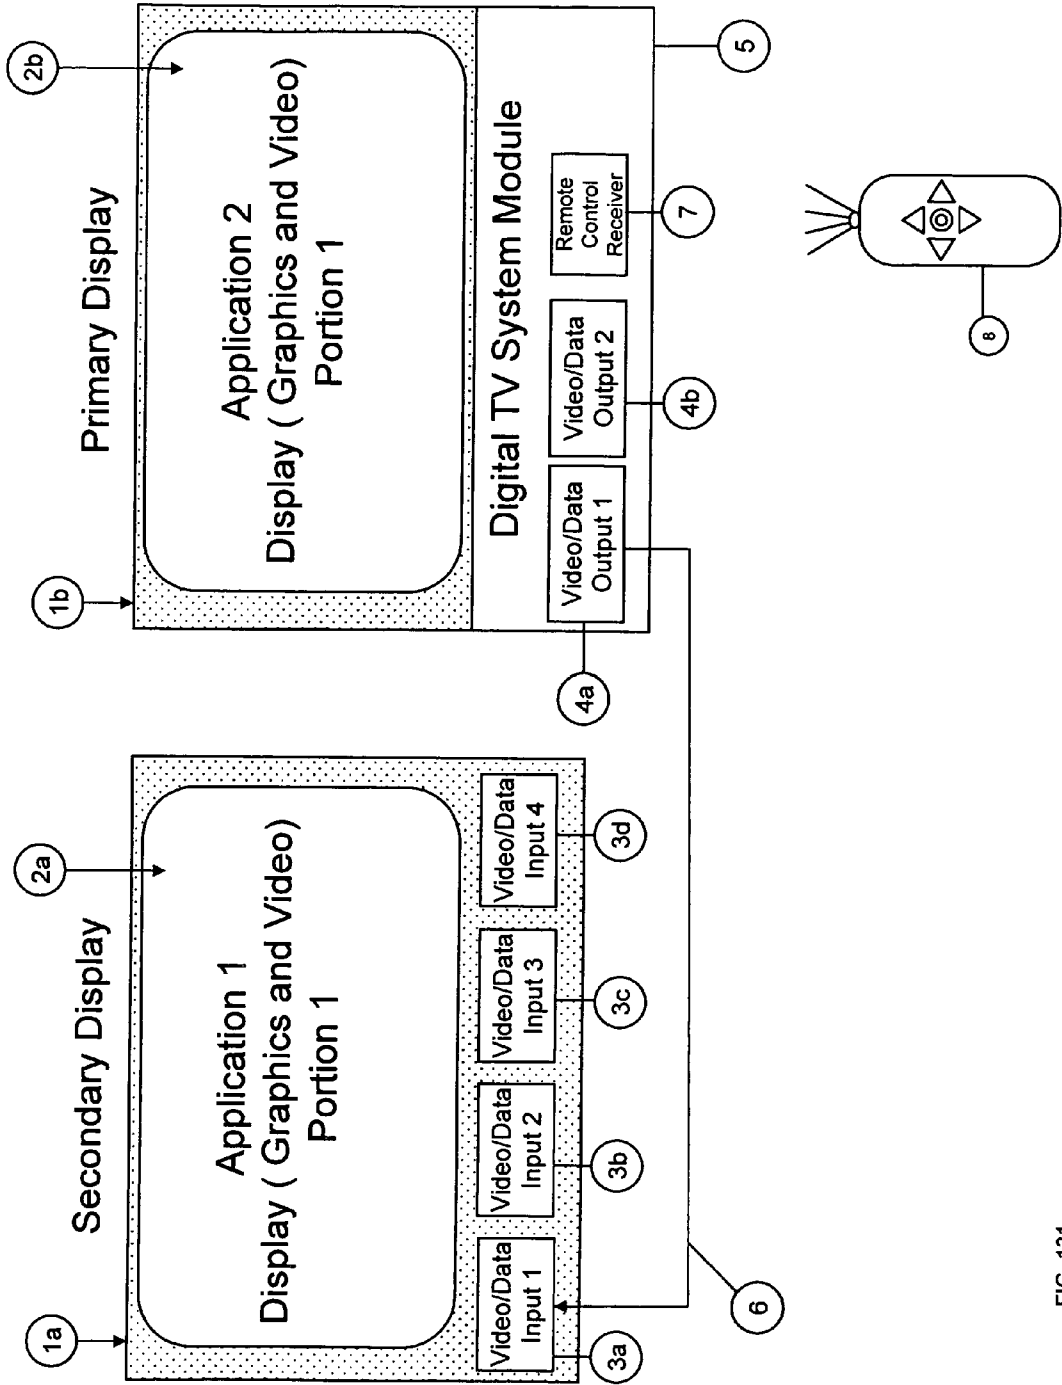 Secondary Display
Primary Display
1a
2a
1b
2b
Application 1
Display ( Graphics and Video)
Portion 1
Application 2
Display ( Graphics and Video)
Portion 1
Digital TV System Module
Video/Data
Input 1
Video/Data
Input 2
Video/Data
Input 3
Video/Data
Input 4
Video/Data
Output 1
Video/Data
Output 2
Remote
Control
Receiver
3a
3b
3c
3d
4a
4b
7
5
6
8